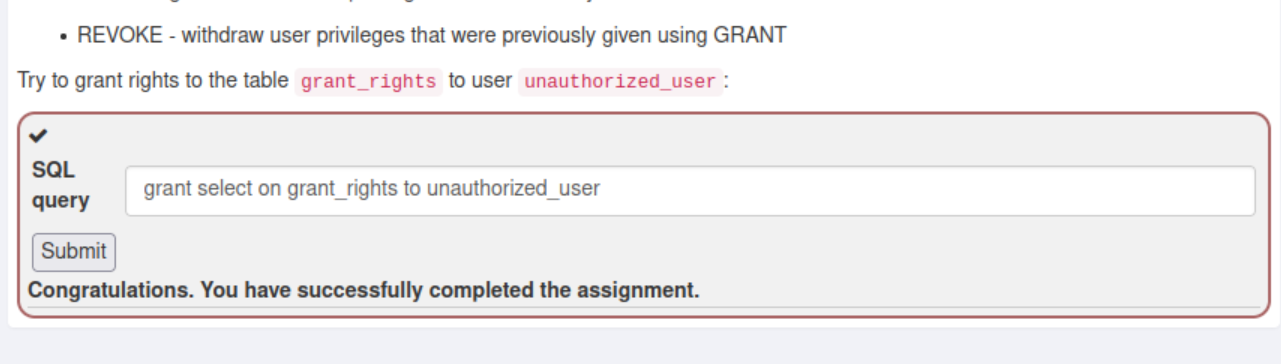 • REVOKE - withdraw user privileges that were previously given using GRANT
Try to grant rights to the table grant_rights to user unauthorized_user:
✔
SQL
query
grant select on grant_rights to unauthorized_user
Submit
Congratulations. You have successfully completed the assignment.